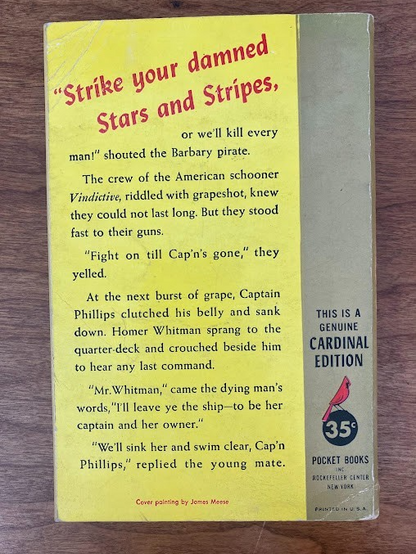 "Strike your damned
Stars and Stripes,
or we'll kill every
man!" shouted the Barbary pirate.
The crew of the American schooner
Vindictive, riddled with grapeshot, knew
they could not last long. But they stood
fast to their guns.
"Fight on till Cap'n's gone," they
yelled.
At the next burst of grape, Captain
Phillips clutched his belly and sank
down. Homer Whitman sprang to the
quarter-deck and crouched beside him
to hear any last command.
"Mr.Whitman," came the dying man's
words,"I'll leave ye the ship—to be her
captain and her owner."
"We'll sink her and swim clear, Cap'n
Phillips," replied the young mate.
Cover painting by James Meese
THIS IS A
GENUINE
CARDINAL
EDITION
35¢
POCKET BOOKS
INC
ROCKEFELLER CENTER
NEW YORK
PRINTED IN U.S.A.